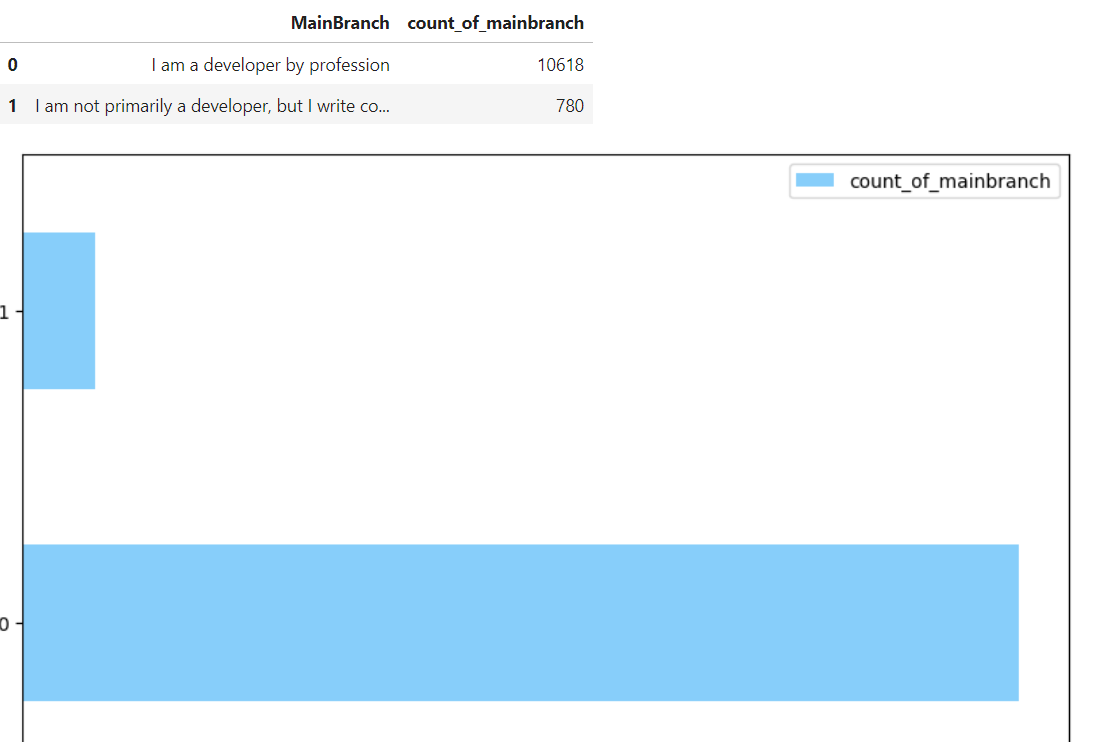 MainBranch count_of_mainbranch
0 I am a developer by profession 10618
1 I am not primarily a developer, but I write co... 780
count_of_mainbranch
1
0